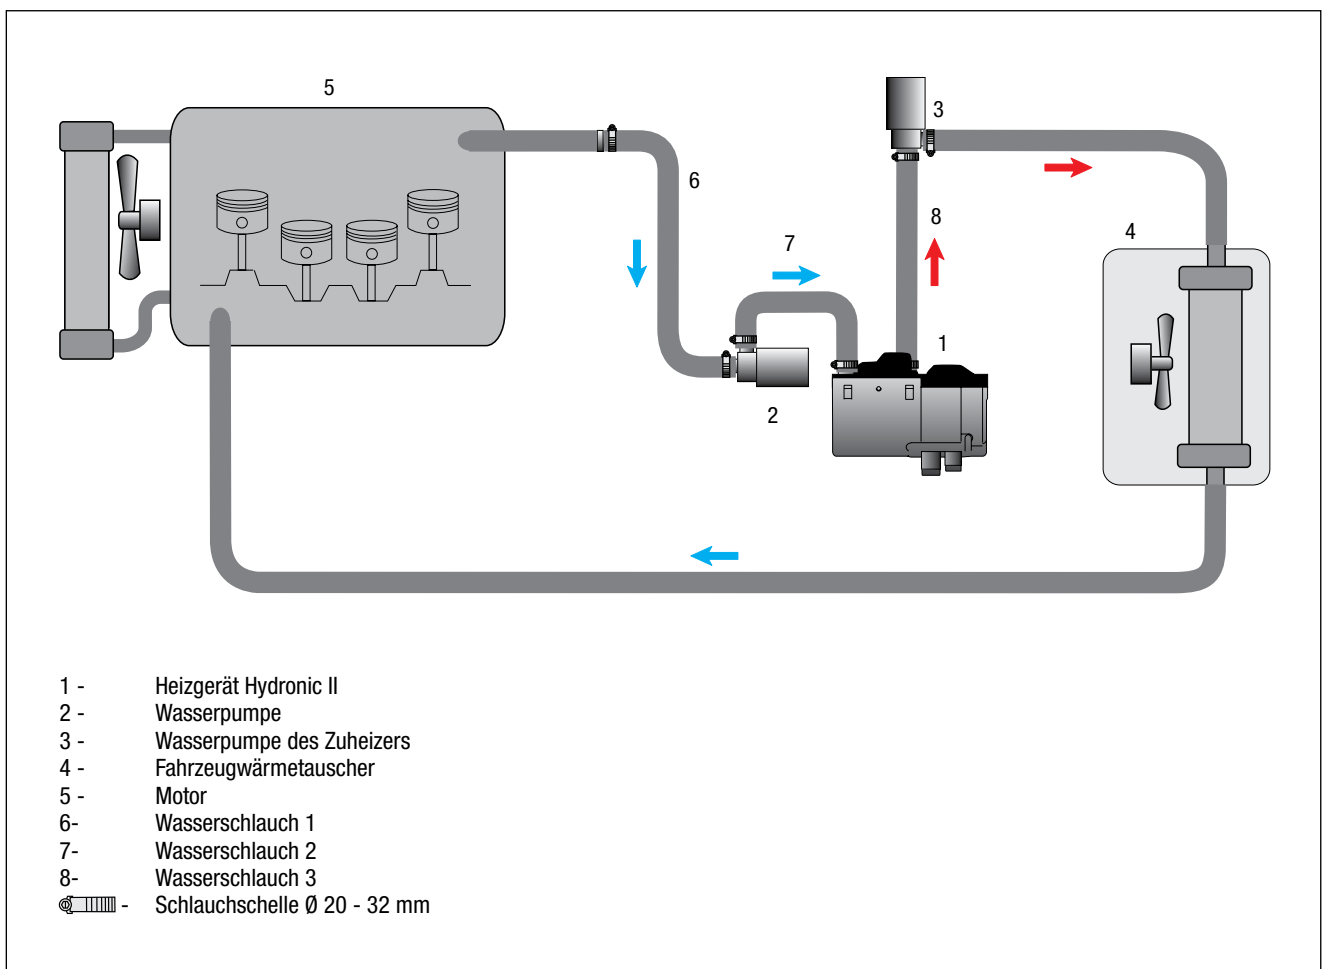 5
3
6
8
7
4
1
2
1 - Heizgerät Hydronic II
2 - Wasserpumpe
3 - Wasserpumpe des Zuheizers
4 - Fahrzeugwärmetauscher
5 - Motor
6- Wasserschlauch 1
7- Wasserschlauch 2
8- Wasserschlauch 3
- Schlauchschelle Ø 20 - 32 mm